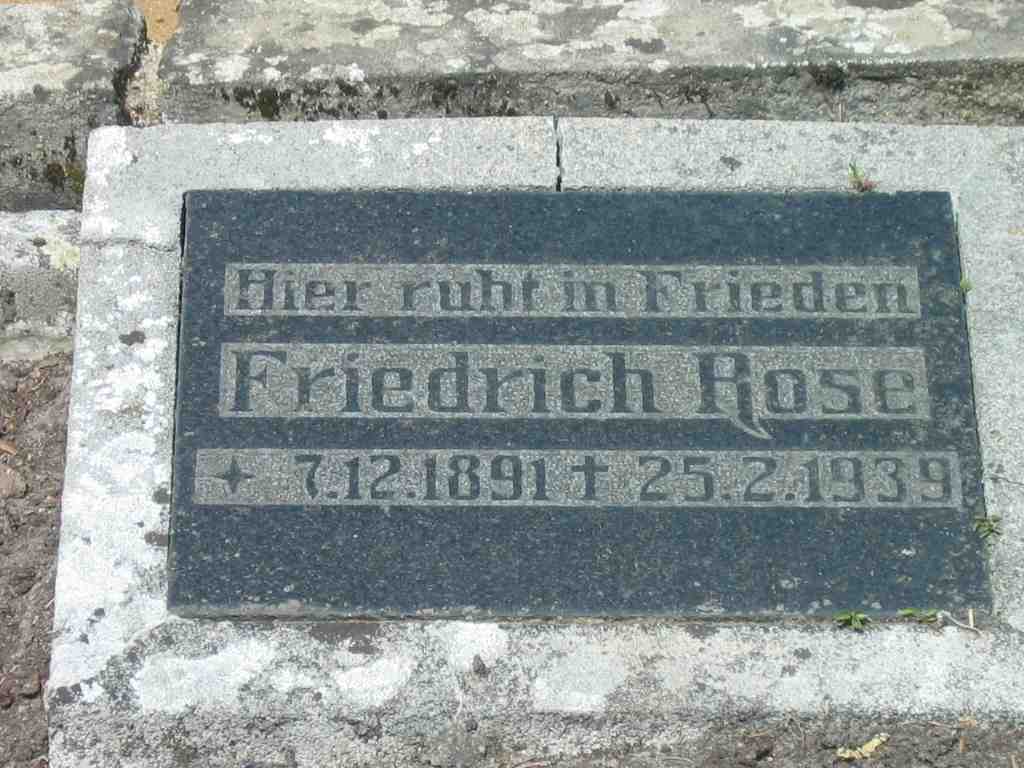 Hier ruht in Frieden
Friedrich Rose
✦ 7.12.1891 † 25.2.1939